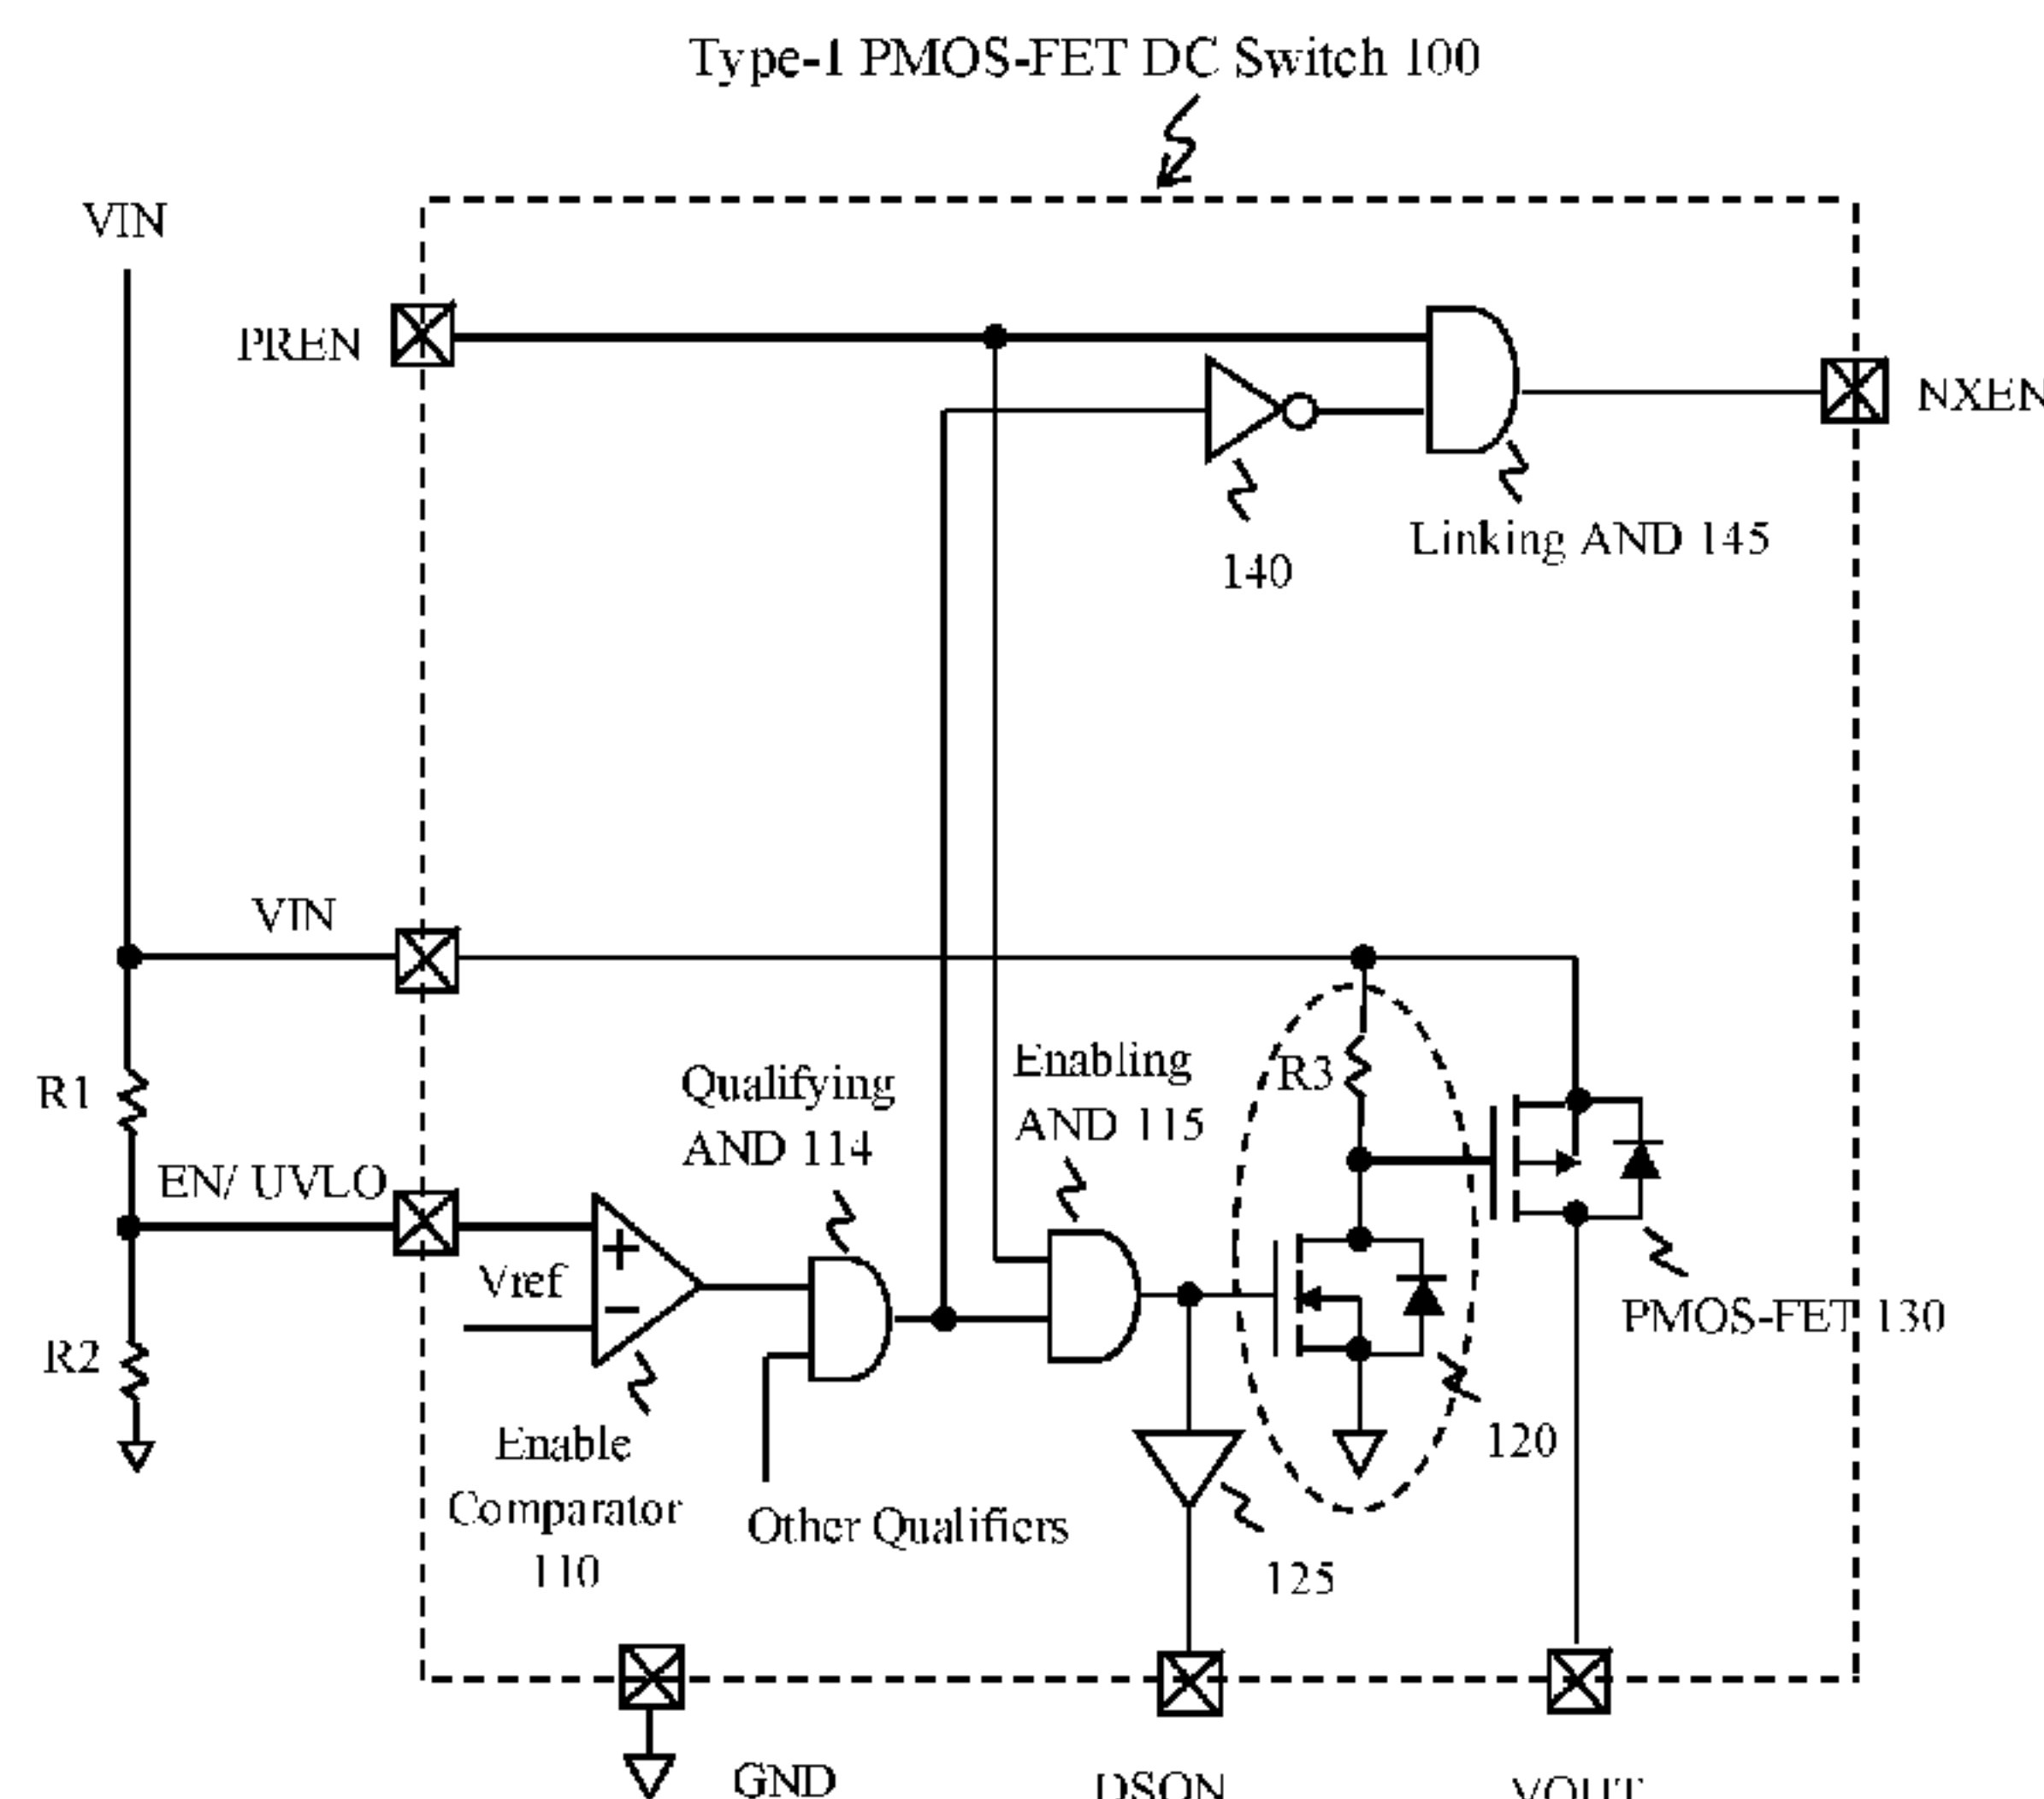 Type-1 PMOS-FET DC Switch 100
VIN
PREN
NXEN
Linking AND 145
140
VIN
R1
Qualifying
AND 114
Enabling
AND 115
R3
EN/ UVLO
Vref
+
−
PMOS-FET 130
R2
Enable
Comparator
110
Other Qualifiers
120
125
GND
DSON
VOUT